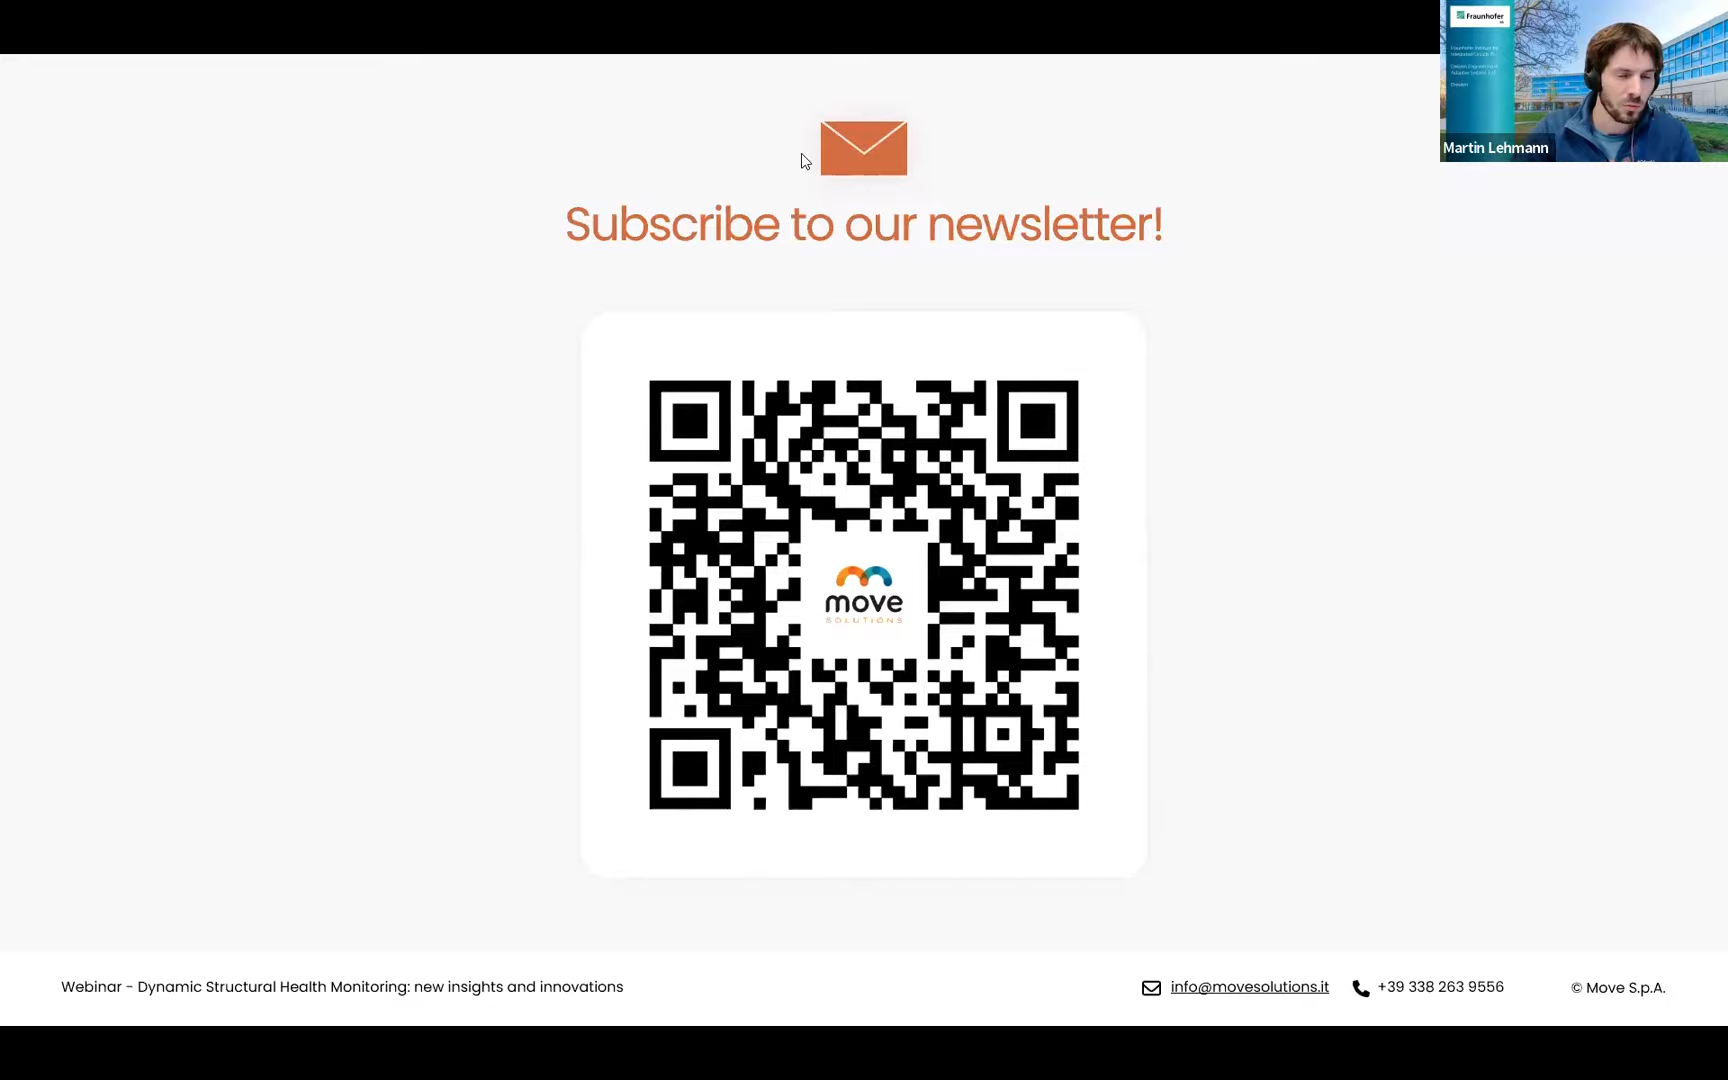 Fraunhofer
Martin Lehmann
Subscribe to our newsletter!
move
SOLUTIONS
Webinar - Dynamic Structural Health Monitoring: new insights and innovations
info@movesolutions.it
+39 338 263 9556
© Move S.p.A.